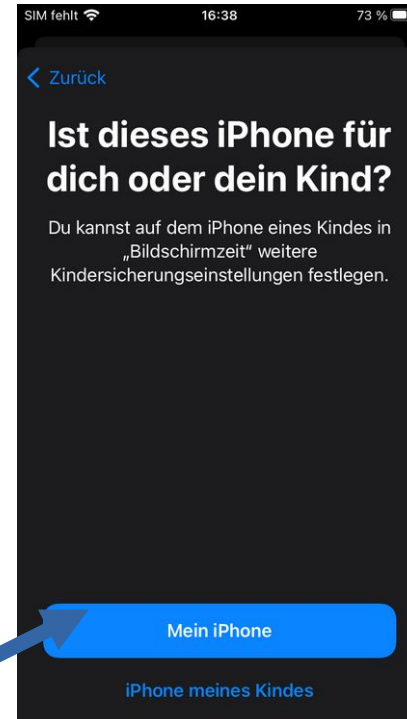 SIM fehlt 16:38 73 %
Zurück
Ist dieses iPhone für
dich oder dein Kind?
Du kannst auf dem iPhone eines Kindes in
„Bildschirmzeit“ weitere
Kindersicherungseinstellungen festlegen.
Mein iPhone
iPhone meines Kindes